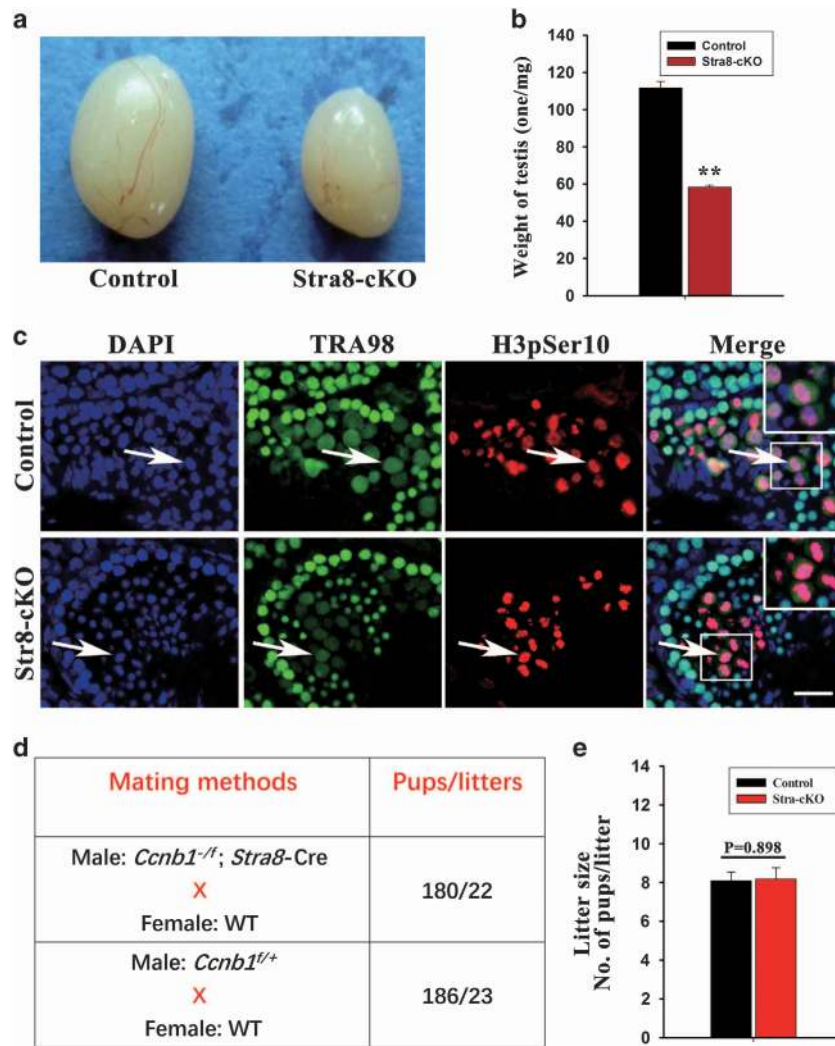 a
Control
Stra8-cKO
b
Control
Stra8-cKO
Weight of testis (one/mg)
140
120
100
80
60
40
20
0
**
c
DAPI
TRA98
H3pSer10
Merge
Control
Str8-cKO
d
Mating methods
Pups/litters
Male: Ccnb1-/f; Stra8-Cre
X
Female: WT
180/22
Male: Ccnb1f/+
X
Female: WT
186/23
e
Control
Stra-cKO
Litter size
No. of pups/litter
14
12
10
8
6
4
2
0
P=0.898